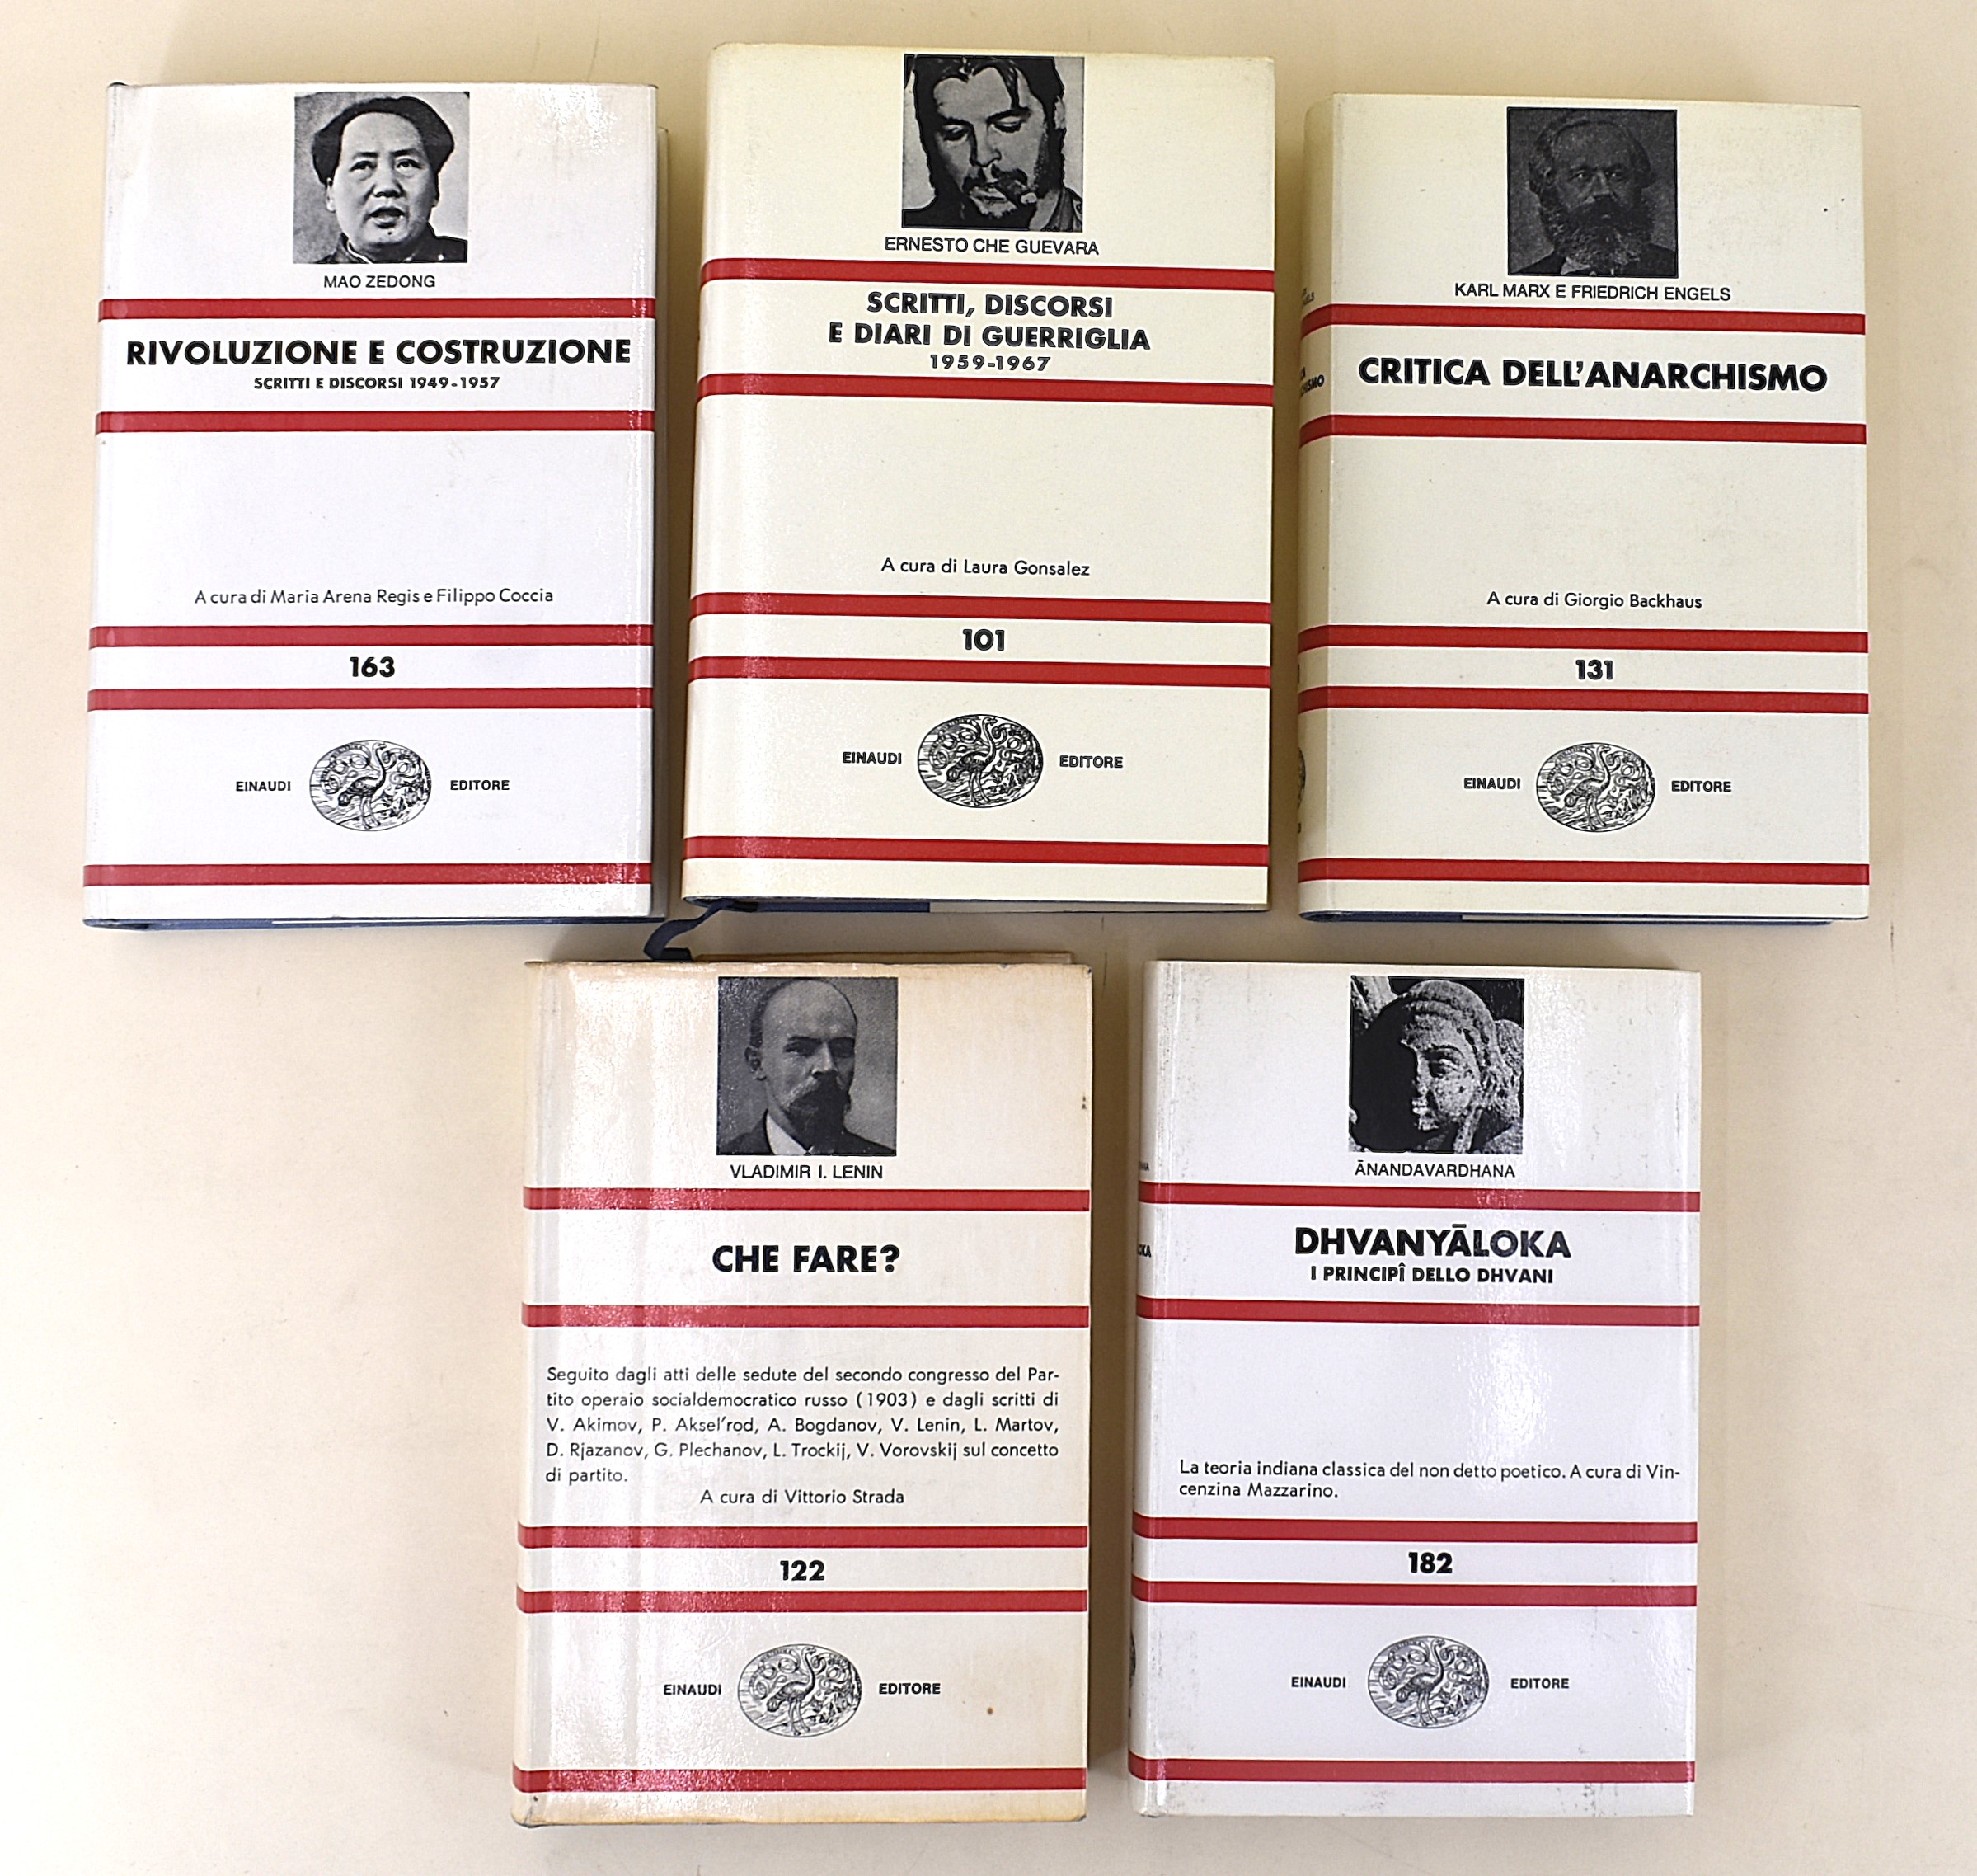 MAO ZEDONG
RIVOLUZIONE E COSTRUZIONE
SCRITTI E DISCORSI 1949-1957
A cura di Maria Arena Regis e Filippo Coccia
163
EINAUDI EDITORE
ERNESTO CHE GUEVARA
SCRITTI, DISCORSI
E DIARI DI GUERRIGLIA
1959-1967
A cura di Laura Gonsalez
101
EINAUDI EDITORE
KARL MARX E FRIEDRICH ENGELS
CRITICA DELL'ANARCHISMO
A cura di Giorgio Backhaus
131
EINAUDI EDITORE
VLADIMIR I. LENIN
CHE FARE?
Seguito dagli atti delle sedute del secondo congresso del Par-
tito operaio socialdemocratico russo (1903) e dagli scritti di
V. Akimov, P. Aksel'rod, A. Bogdanov, V. Lenin, L. Martov,
D. Rjazanov, G. Plechanov, L. Trockij, V. Vorovskij sul concetto
di partito.
A cura di Vittorio Strada
122
EINAUDI EDITORE
ĀNANDAVARDHANA
DHVANYĀLOKA
I PRINCIPÎ DELLO DHVANI
La teoria indiana classica del non detto poetico. A cura di Vin-
cenzina Mazzarino.
182
EINAUDI EDITORE